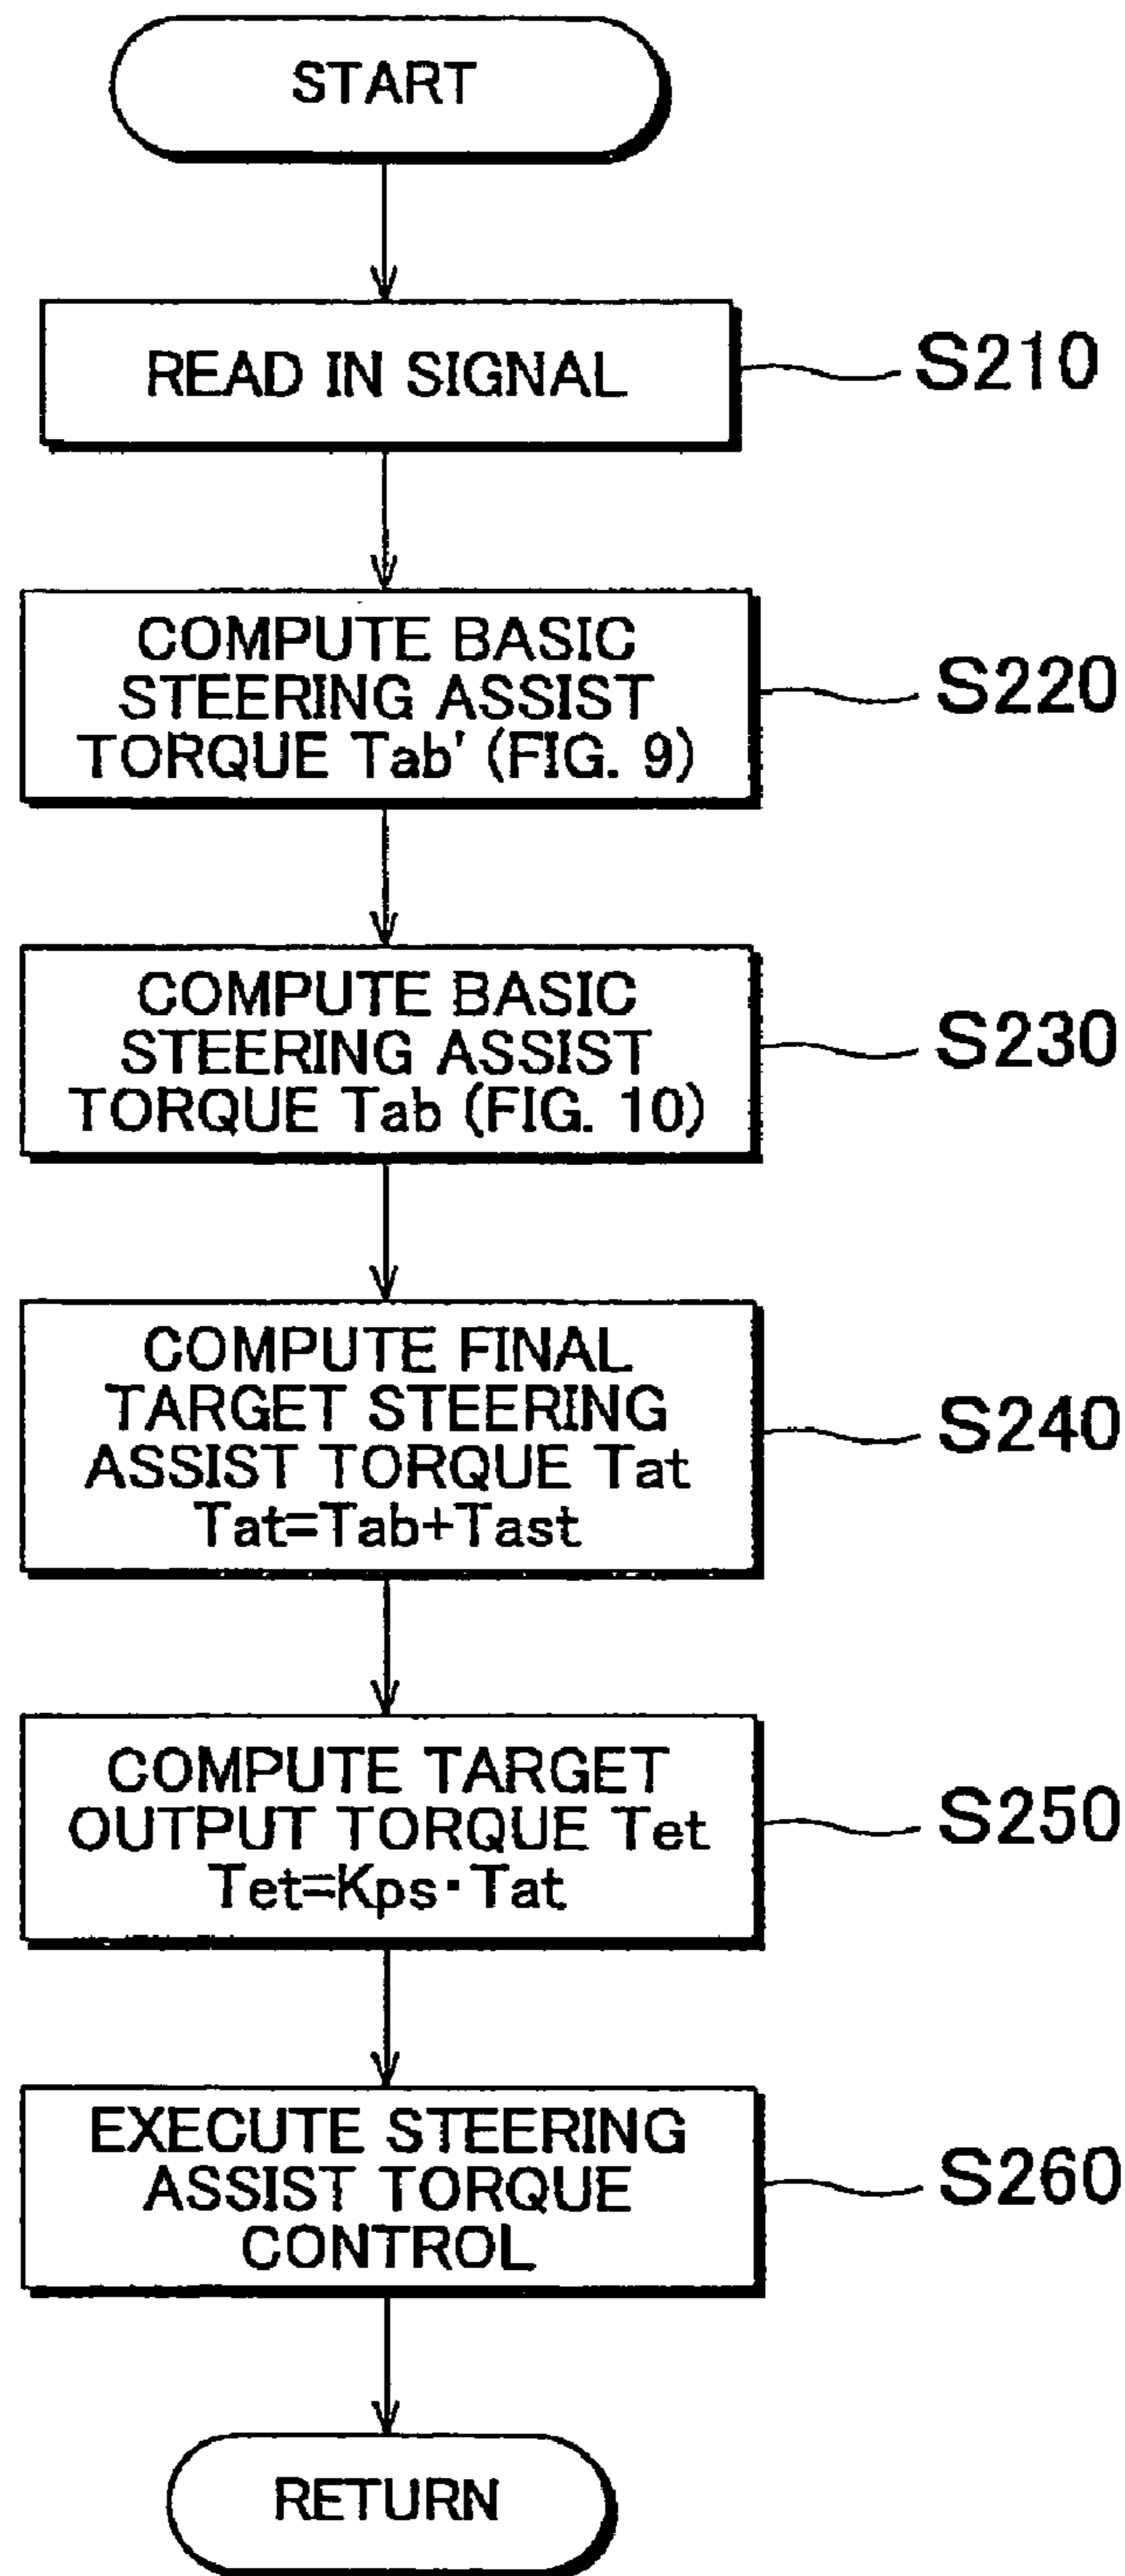 START
READ IN SIGNAL
S210
COMPUTE BASIC
STEERING ASSIST
TORQUE Tab' (FIG. 9)
S220
COMPUTE BASIC
STEERING ASSIST
TORQUE Tab (FIG. 10)
S230
COMPUTE FINAL
TARGET STEERING
ASSIST TORQUE Tat
Tat=Tab+Tast
S240
COMPUTE TARGET
OUTPUT TORQUE Tet
Tet=Kps・Tat
S250
EXECUTE STEERING
ASSIST TORQUE
CONTROL
S260
RETURN